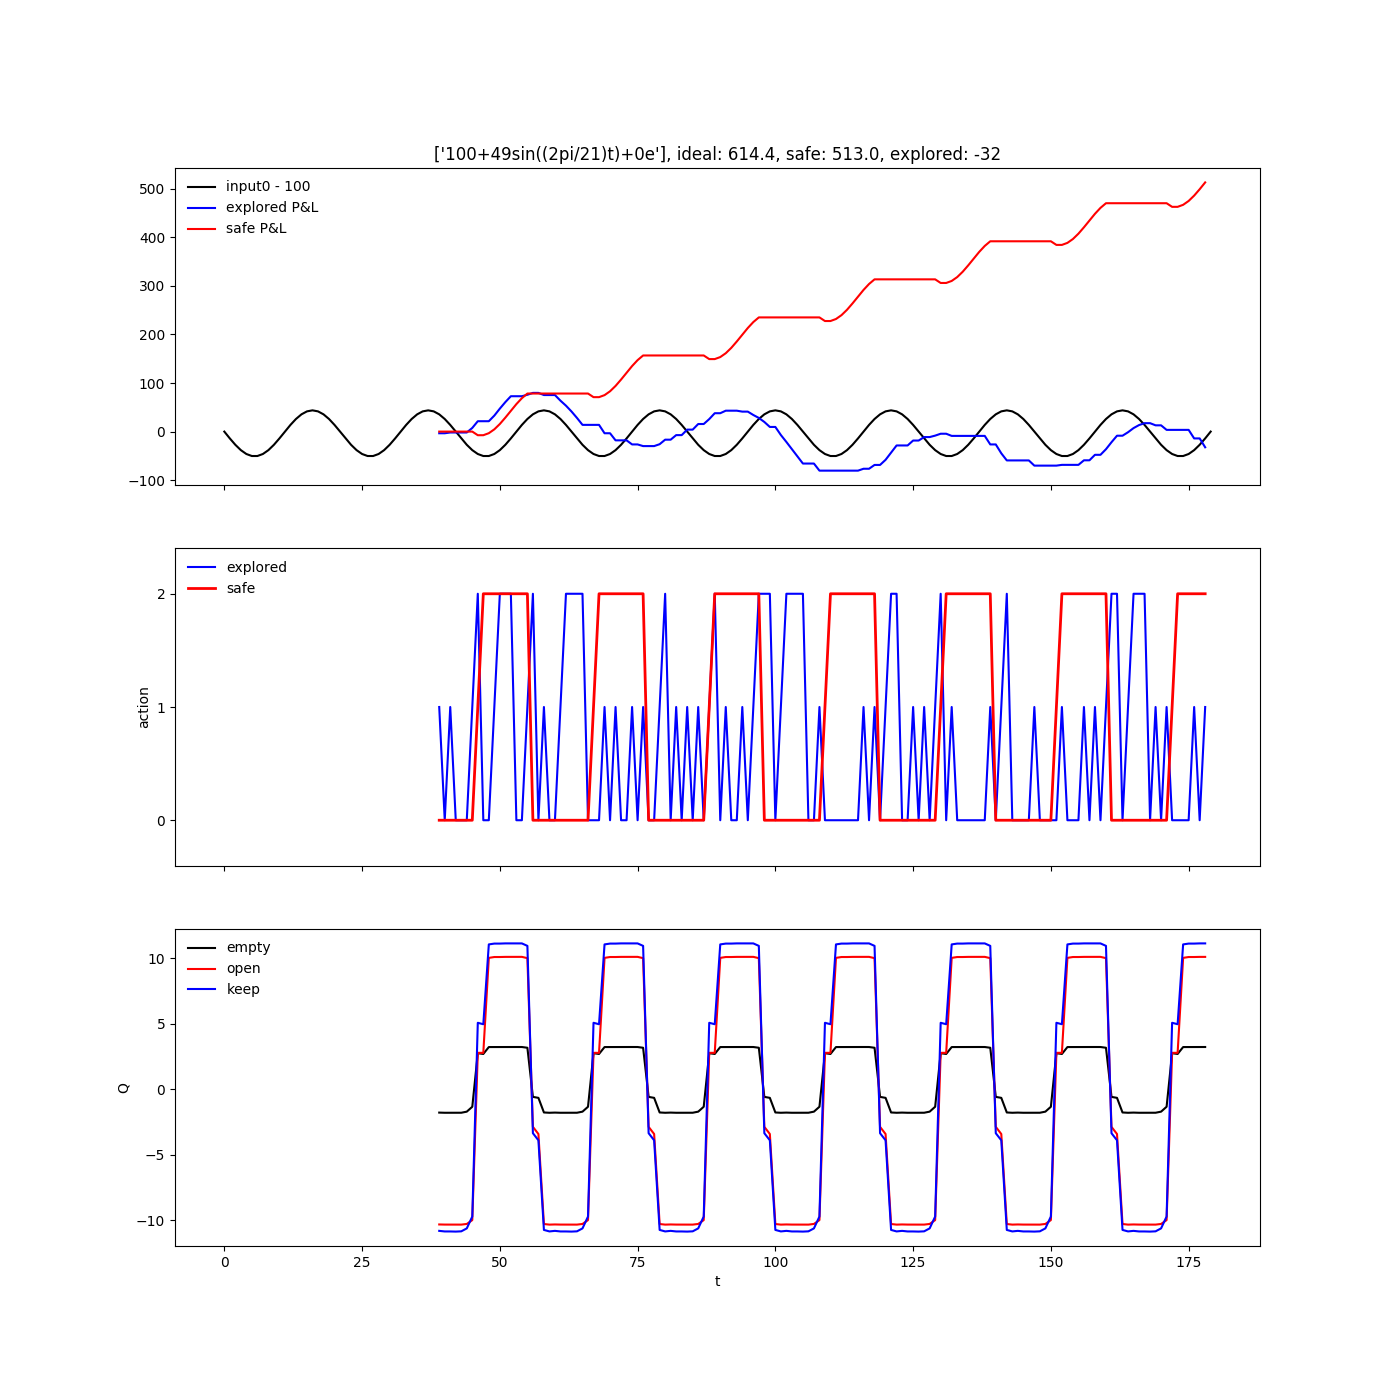 ['100+49sin((2pi/21)t)+0e'], ideal: 614.4, safe: 513.0, explored: -32
input0 - 100
explored P&L
safe P&L
500
400
300
200
100
0
−100
explored
safe
2
1
0
action
empty
open
keep
10
5
0
−5
−10
Q
0 25 50 75 100 125 150 175
t